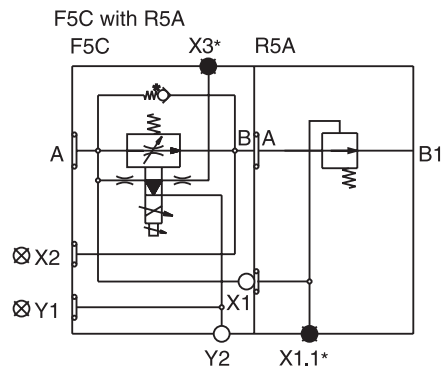 F5C with R5A
F5C X3* R5A
A B A B1
X2
X1
Y1
Y2 X1.1*